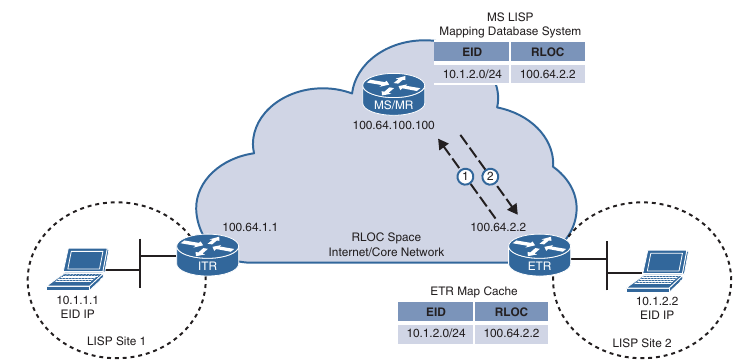 MS LISP
Mapping Database System
EID RLOC
10.1.2.0/24 100.64.2.2
MS/MR
100.64.100.100
1 2
100.64.1.1
100.64.2.2
RLOC Space
Internet/Core Network
ITR
ETR
10.1.1.1
EID IP
LISP Site 1
ETR Map Cache
EID RLOC
10.1.2.0/24 100.64.2.2
10.1.2.2
EID IP
LISP Site 2